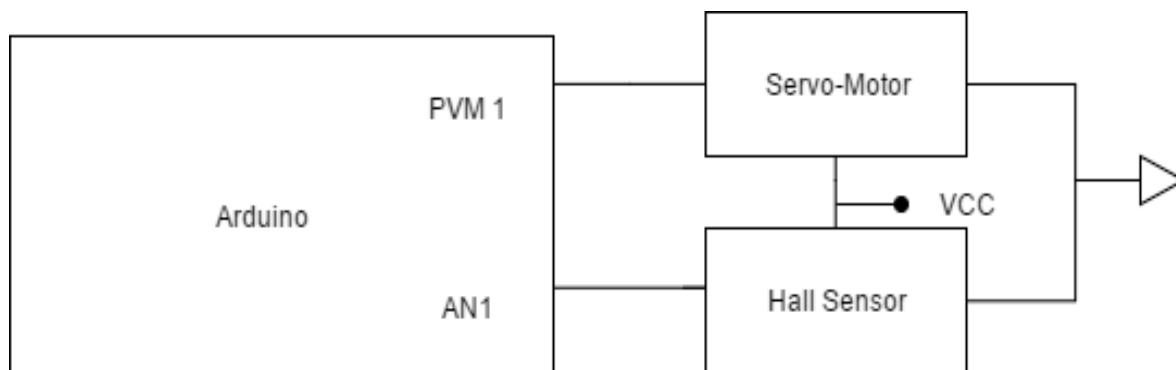 Servo-Motor
PVM 1
Arduino
VCC
AN1
Hall Sensor